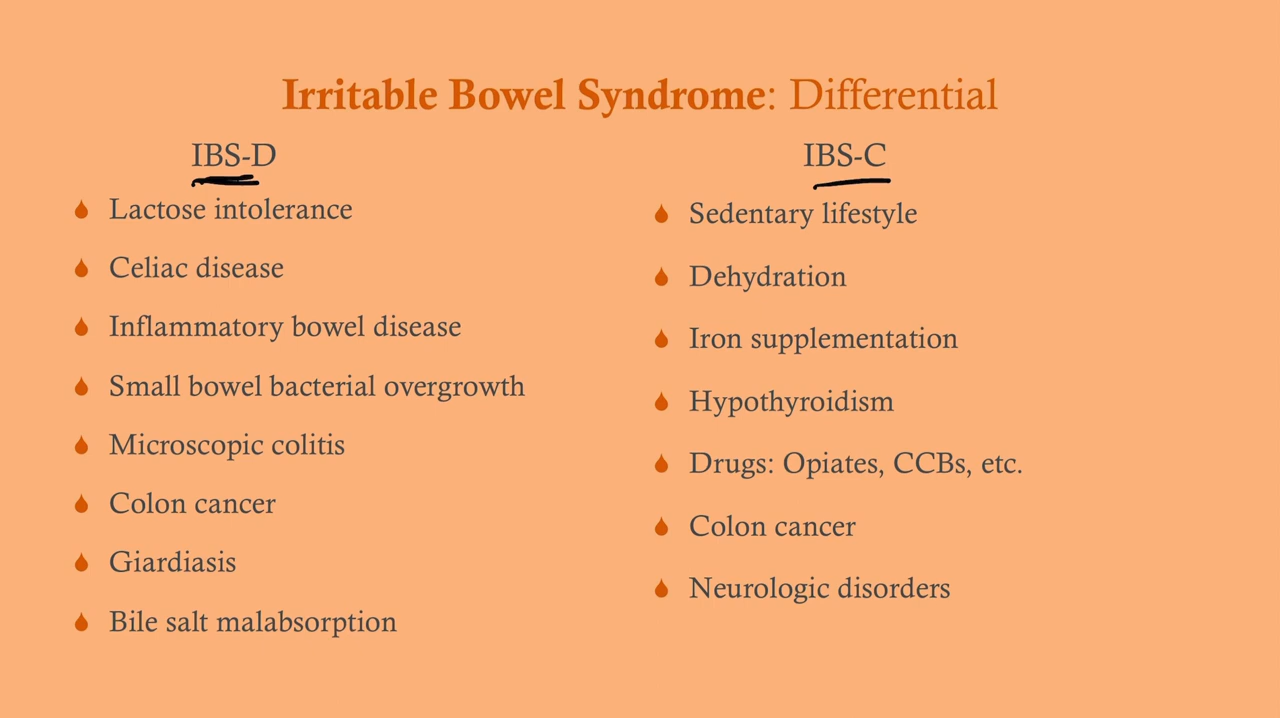 Irritable Bowel Syndrome: Differential
IBS-D
Lactose intolerance
Celiac disease
Inflammatory bowel disease
Small bowel bacterial overgrowth
Microscopic colitis
Colon cancer
Giardiasis
Bile salt malabsorption
IBS-C
Sedentary lifestyle
Dehydration
Iron supplementation
Hypothyroidism
Drugs: Opiates, CCBs, etc.
Colon cancer
Neurologic disorders